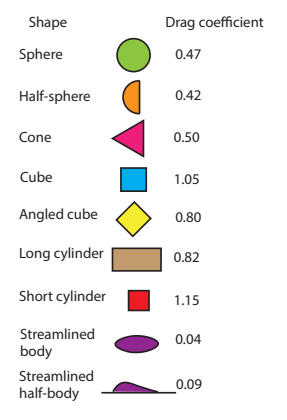 Shape Drag coefficient
Sphere 0.47
Half-sphere 0.42
Cone 0.50
Cube 1.05
Angled cube 0.80
Long cylinder 0.82
Short cylinder 1.15
Streamlined
body 0.04
Streamlined
half-body 0.09